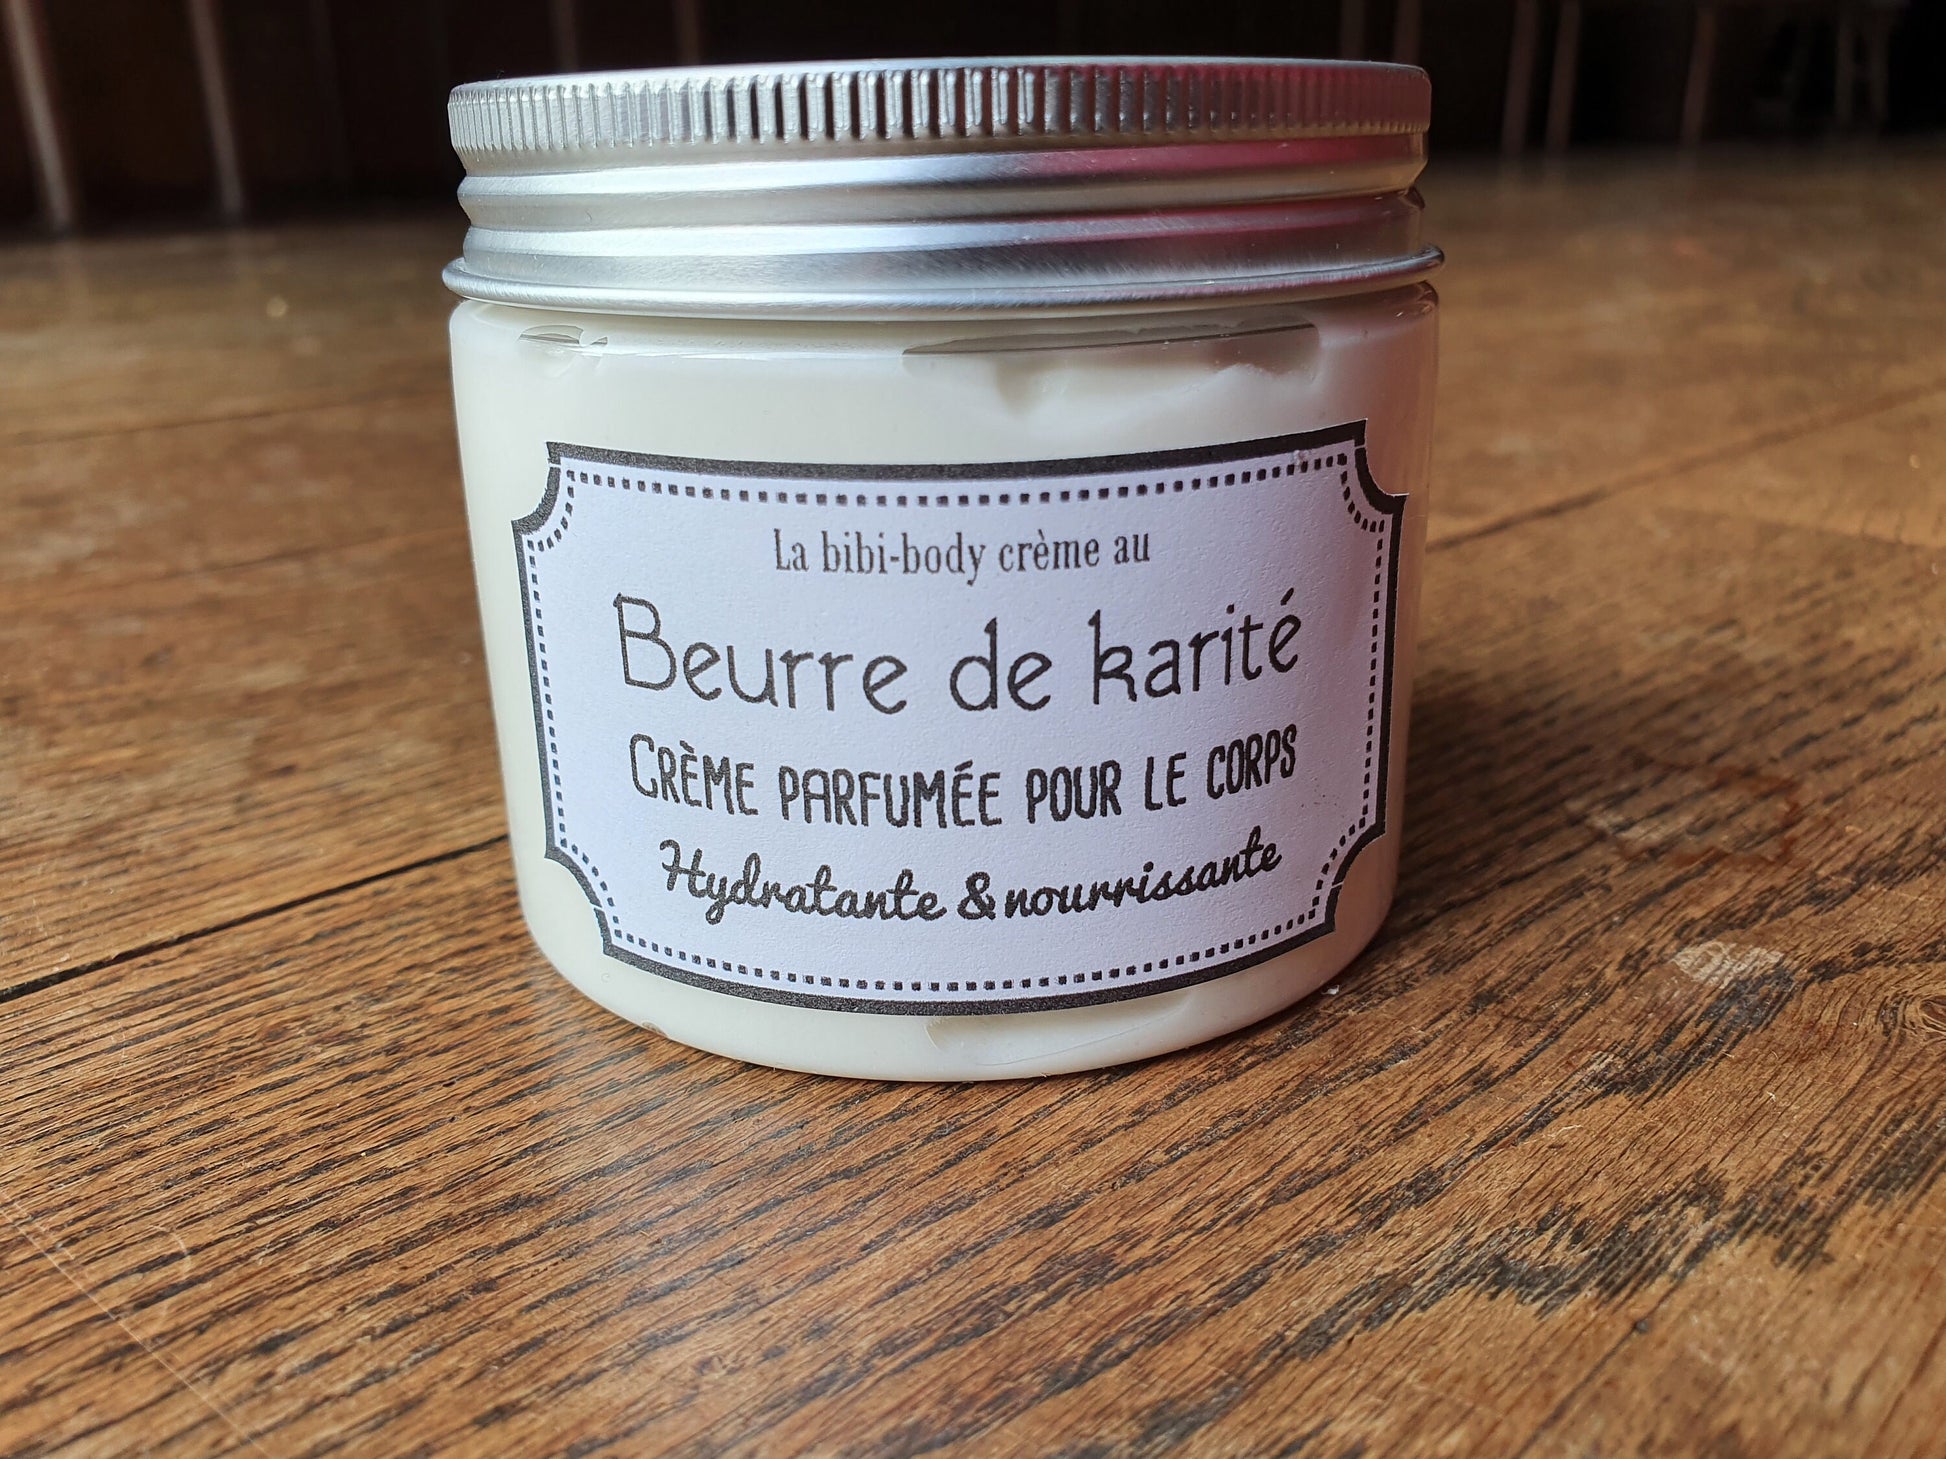 La bibi-body crème au
Beurre de karité
CRÈME PARFUMÉE POUR LE CORPS
Hydratante & nourrissante